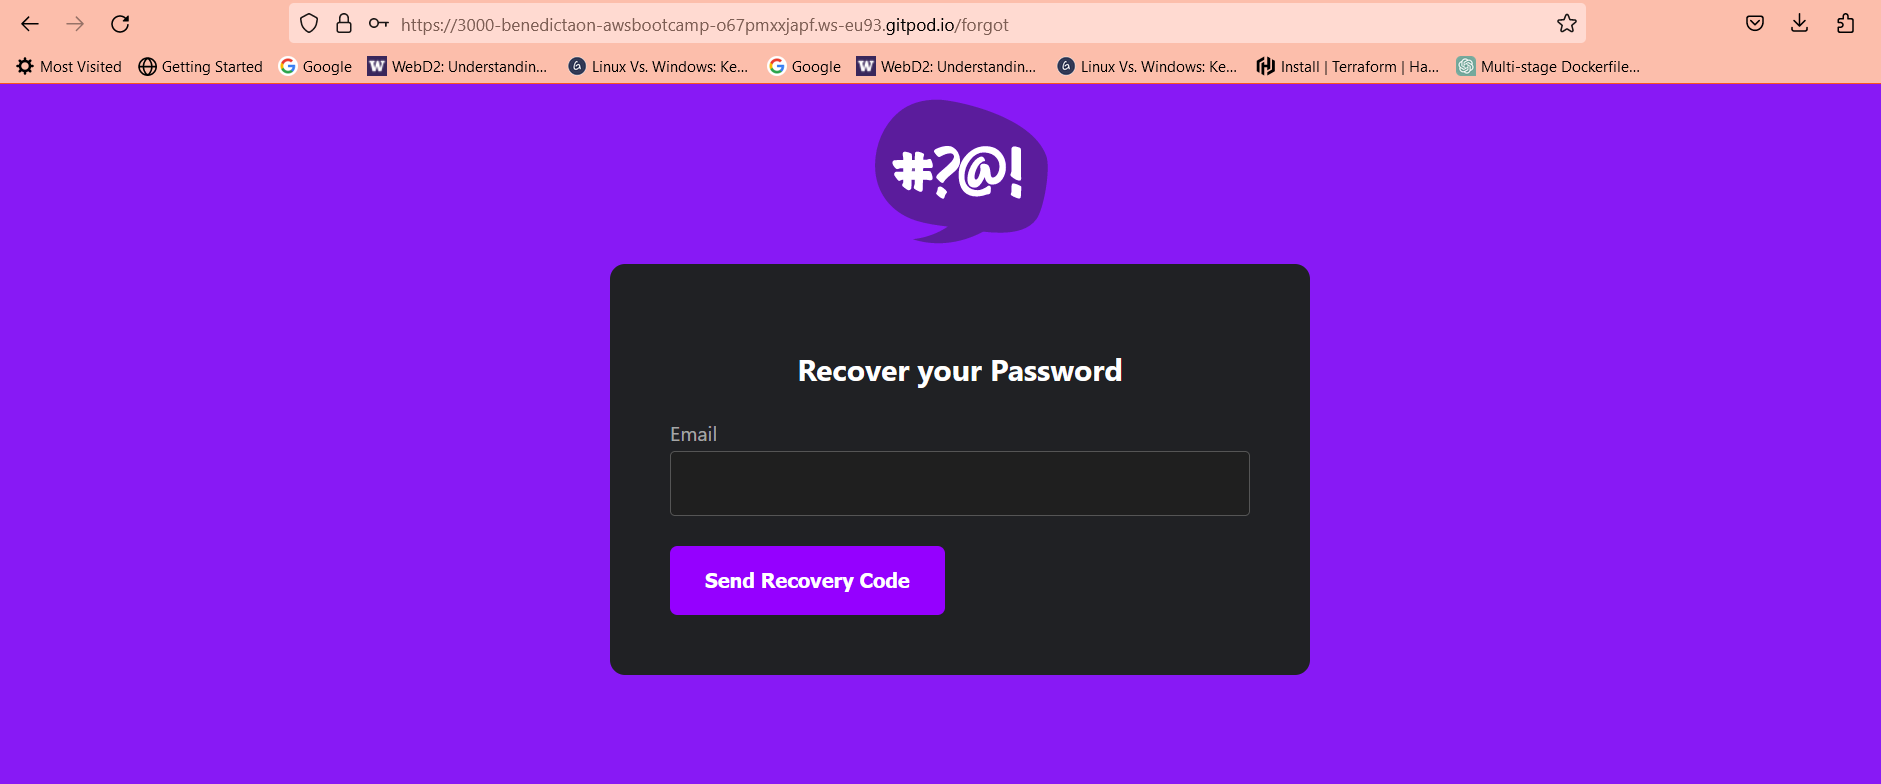 https://3000-benedictaon-awsbootcamp-o67pmxxjapf.ws-eu93.gitpod.io/forgot
Most Visited Getting Started Google WebD2: Understandin... Linux Vs. Windows: Ke... Google WebD2: Understandin... Linux Vs. Windows: Ke... Install | Terraform | Ha... Multi-stage Dockerfile...
#?@!
Recover your Password
Email
Send Recovery Code